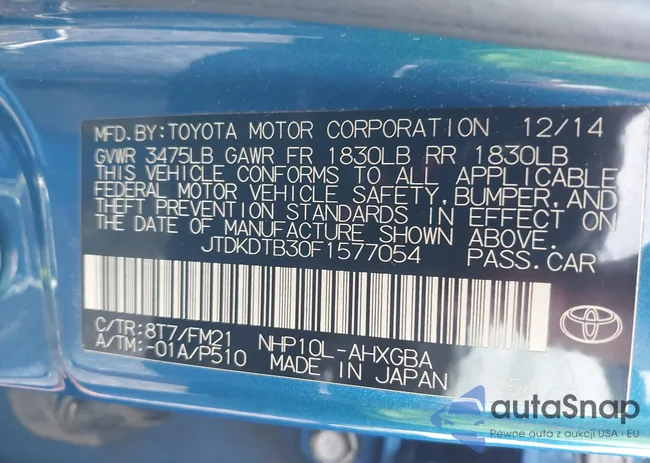 MFD.BY:TOYOTA MOTOR CORPORATION 12/14
GVWR 3475LB GAWR FR 1830LB RR 1830LB
THIS VEHICLE CONFORMS TO ALL APPLICABLE
FEDERAL MOTOR VEHICLE SAFETY,BUMPER,AND
THEFT PREVENTION STANDARDS IN EFFECT ON
THE DATE OF MANUFACTURE SHOWN ABOVE.
JTDKDTB30F1577054 PASS.CAR
C/TR:8T7/FM21 NHP10L-AHXGBA
A/TM:-01A/P510 MADE IN JAPAN
autaSnap
Pewne auta z aukcji USA i EU